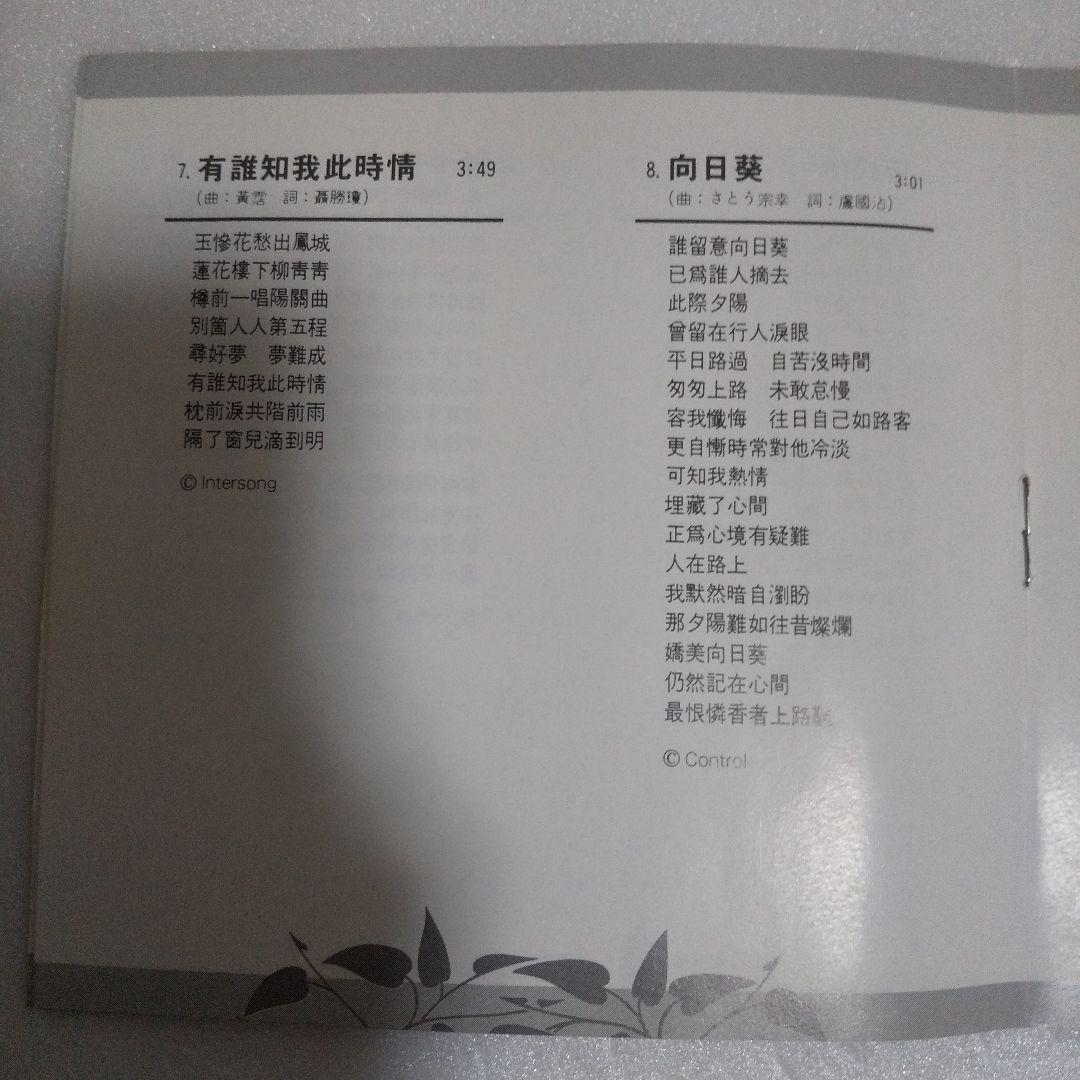 7. 有誰知我此時情 3:49
(曲：黃霑 詞：聶勝瓊)
玉慘花愁出鳳城
蓮花樓下柳靑靑
樽前一唱陽關曲
別箇人人第五程
尋好夢 夢難成
有誰知我此時情
枕前淚共階前雨
隔了窗兒滴到明
© Intersong
8. 向日葵 3:01
(曲：さとう宗幸 詞：盧國沾)
誰留意向日葵
已爲誰人摘去
此際夕陽
曾留在行人淚眼
平日路過 自苦沒時間
匆匆上路 未敢怠慢
容我懺悔 往日自己如路客
更自慚時常對他冷淡
可知我熱情
埋藏了心間
正爲心境有疑難
人在路上
我默然暗自瀏盼
那夕陽難如往昔燦爛
嬌美向日葵
仍然記在心間
最恨憐香者上路難
© Control